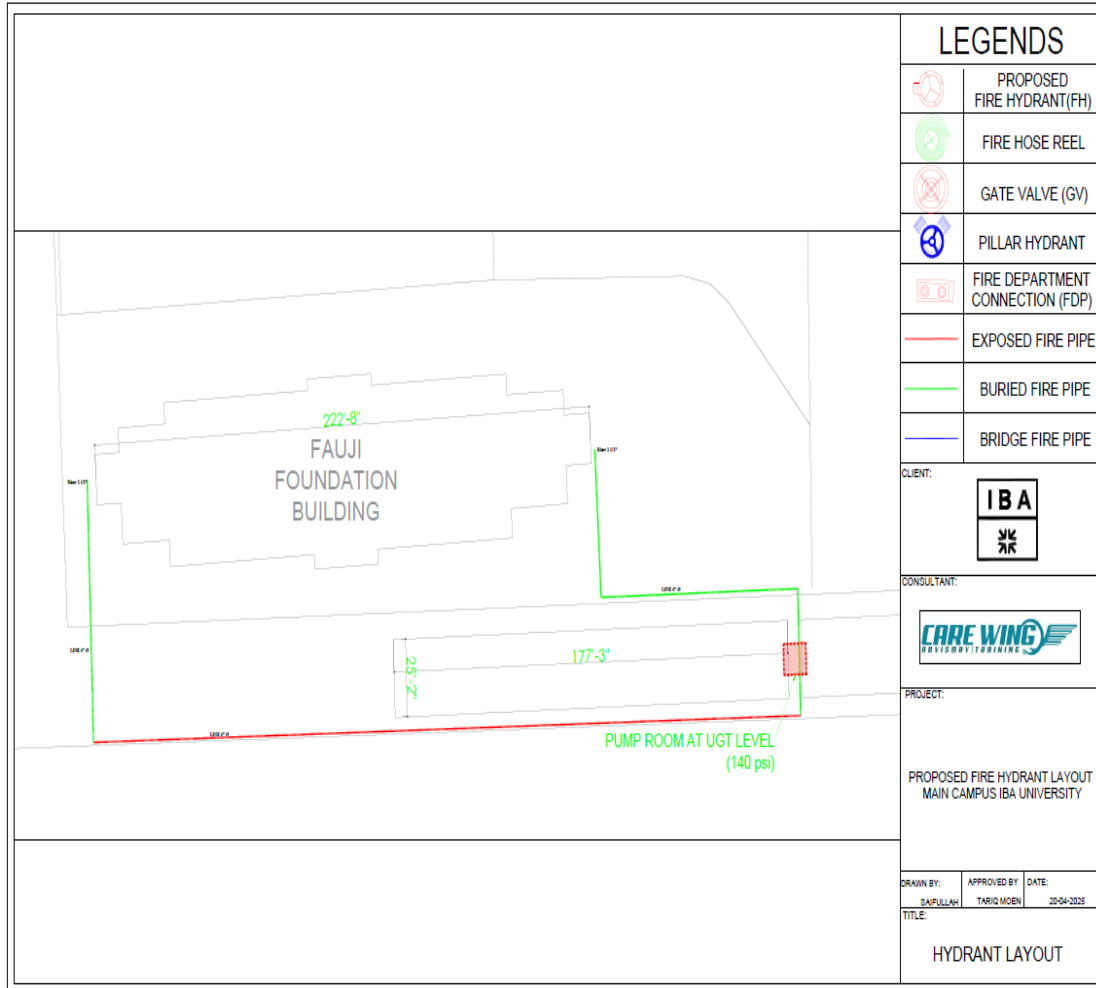 LEGENDS
PROPOSED
FIRE HYDRANT(FH)
FIRE HOSE REEL
GATE VALVE (GV)
PILLAR HYDRANT
FIRE DEPARTMENT
CONNECTION (FDP)
EXPOSED FIRE PIPE
BURIED FIRE PIPE
BRIDGE FIRE PIPE
222'-8"
FAUJI
FOUNDATION
BUILDING
177'-3"
25'-2"
PUMP ROOM AT UGT LEVEL
(140 psi)
CLIENT:
IBA
CONSULTANT:
CARE WING
ADVISORY|TRAINING
PROJECT:
PROPOSED FIRE HYDRANT LAYOUT
MAIN CAMPUS IBA UNIVERSITY
DRAWN BY:
SAIFULLAH
APPROVED BY
TARIQ MOEN
DATE:
20-04-2025
TITLE:
HYDRANT LAYOUT